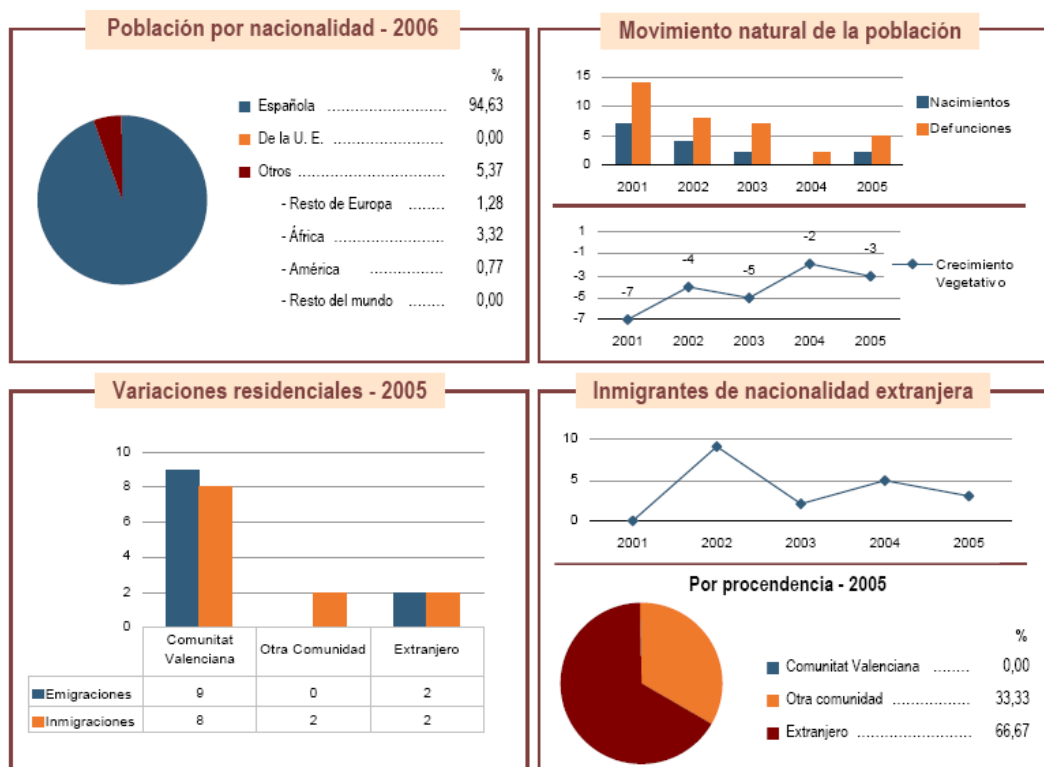 Población por nacionalidad - 2006
%
Española ........................................ 94,63
De la U. E. ..................................... 0,00
Otros ............................................. 5,37
- Resto de Europa ........ 1,28
- África ......................... 3,32
- América ..................... 0,77
- Resto del mundo ........ 0,00
Movimiento natural de la población
15
10
5
0
2001 2002 2003 2004 2005
Nacimientos
Defunciones
1
-1
-3
-5
-7
-7 -4 -5 -2 -3
2001 2002 2003 2004 2005
Crecimiento
Vegetativo
Variaciones residenciales - 2005
10
8
6
4
2
0
Comunitat
Valenciana
Otra Comunidad
Extranjero
Emigraciones 9 0 2
Inmigraciones 8 2 2
Inmigrantes de nacionalidad extranjera
10
5
0
2001 2002 2003 2004 2005
Por procendencia - 2005
%
Comunitat Valenciana ........ 0,00
Otra comunidad .................. 33,33
Extranjero ........................... 66,67